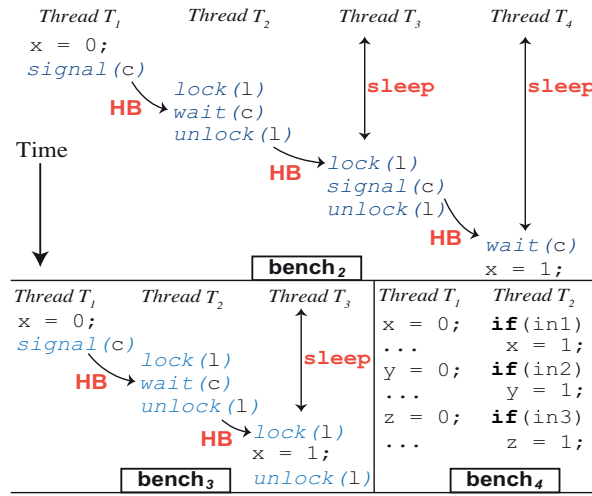 Thread T1 Thread T2 Thread T3 Thread T4
x = 0;
signal(c)
HB
lock(l)
wait(c)
unlock(l)
sleep
sleep
HB
Time
lock(l)
signal(c)
unlock(l)
HB
wait(c)
x = 1;
bench2
Thread T1 Thread T2 Thread T3
x = 0;
signal(c)
HB
lock(l)
wait(c)
unlock(l)
sleep
HB
lock(l)
x = 1;
unlock(l)
bench3
Thread T1 Thread T2
x = 0; if(in1)
... x = 1;
y = 0; if(in2)
... y = 1;
z = 0; if(in3)
... z = 1;
bench4